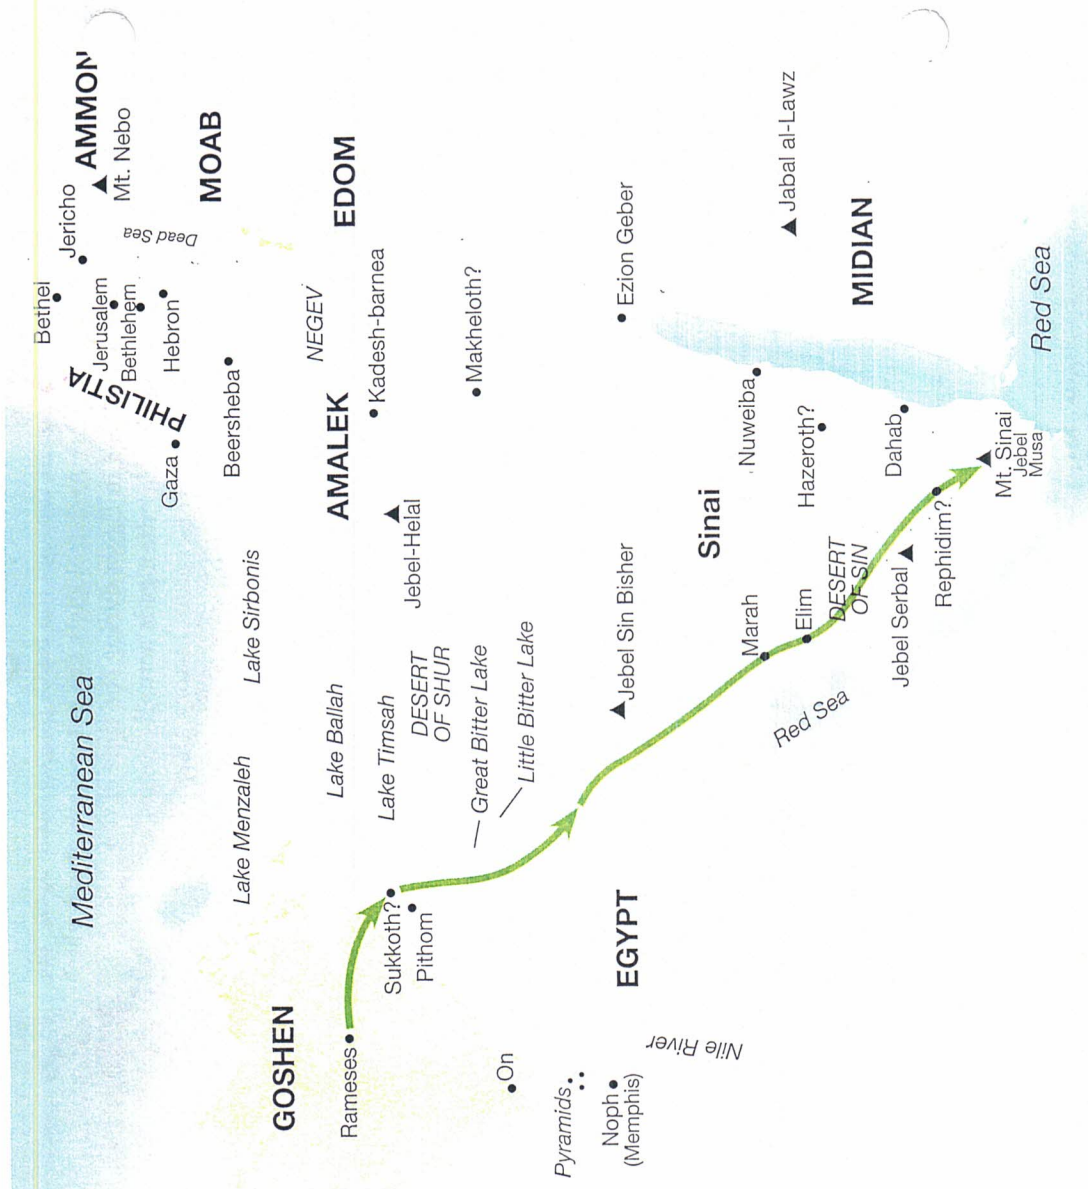 Mediterranean Sea
PHILISTIA
Bethel
Jericho
AMMON
Mt. Nebo
Jerusalem
Bethlehem
Hebron
Dead Sea
MOAB
Gaza
Beersheba
Lake Menzaleh
Lake Sirbonis
GOSHEN
Lake Ballah
AMALEK
NEGEV
EDOM
Rameses
Sukkoth?
Pithom
Lake Timsah
DESERT
OF SHUR
Jebel-Helal
Kadesh-barnea
Great Bitter Lake
Little Bitter Lake
Makheloth?
On
Pyramids
Noph
(Memphis)
EGYPT
Nile River
Jebel Sin Bisher
Ezion Geber
Sinai
Marah
Elim
Red Sea
DESERT
OF SIN
Nuweiba
Hazeroth?
Dahab
Jabal al-Lawz
MIDIAN
Jebel Serbal
Rephidim?
Mt. Sinai
Jebel
Musa
Red Sea